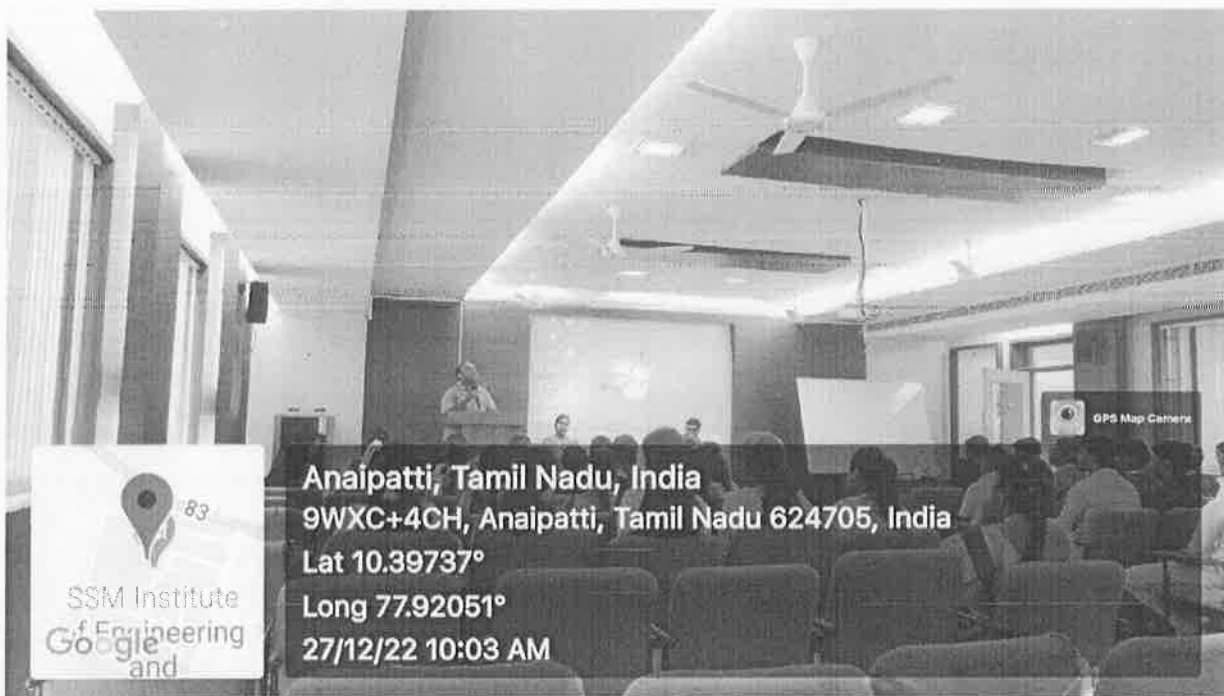 GPS Map Camera
Anaipatti, Tamil Nadu, India
9WXC+4CH, Anaipatti, Tamil Nadu 624705, India
Lat 10.39737°
Long 77.92051°
27/12/22 10:03 AM
83
SSM Institute
of Engineering
and
Google